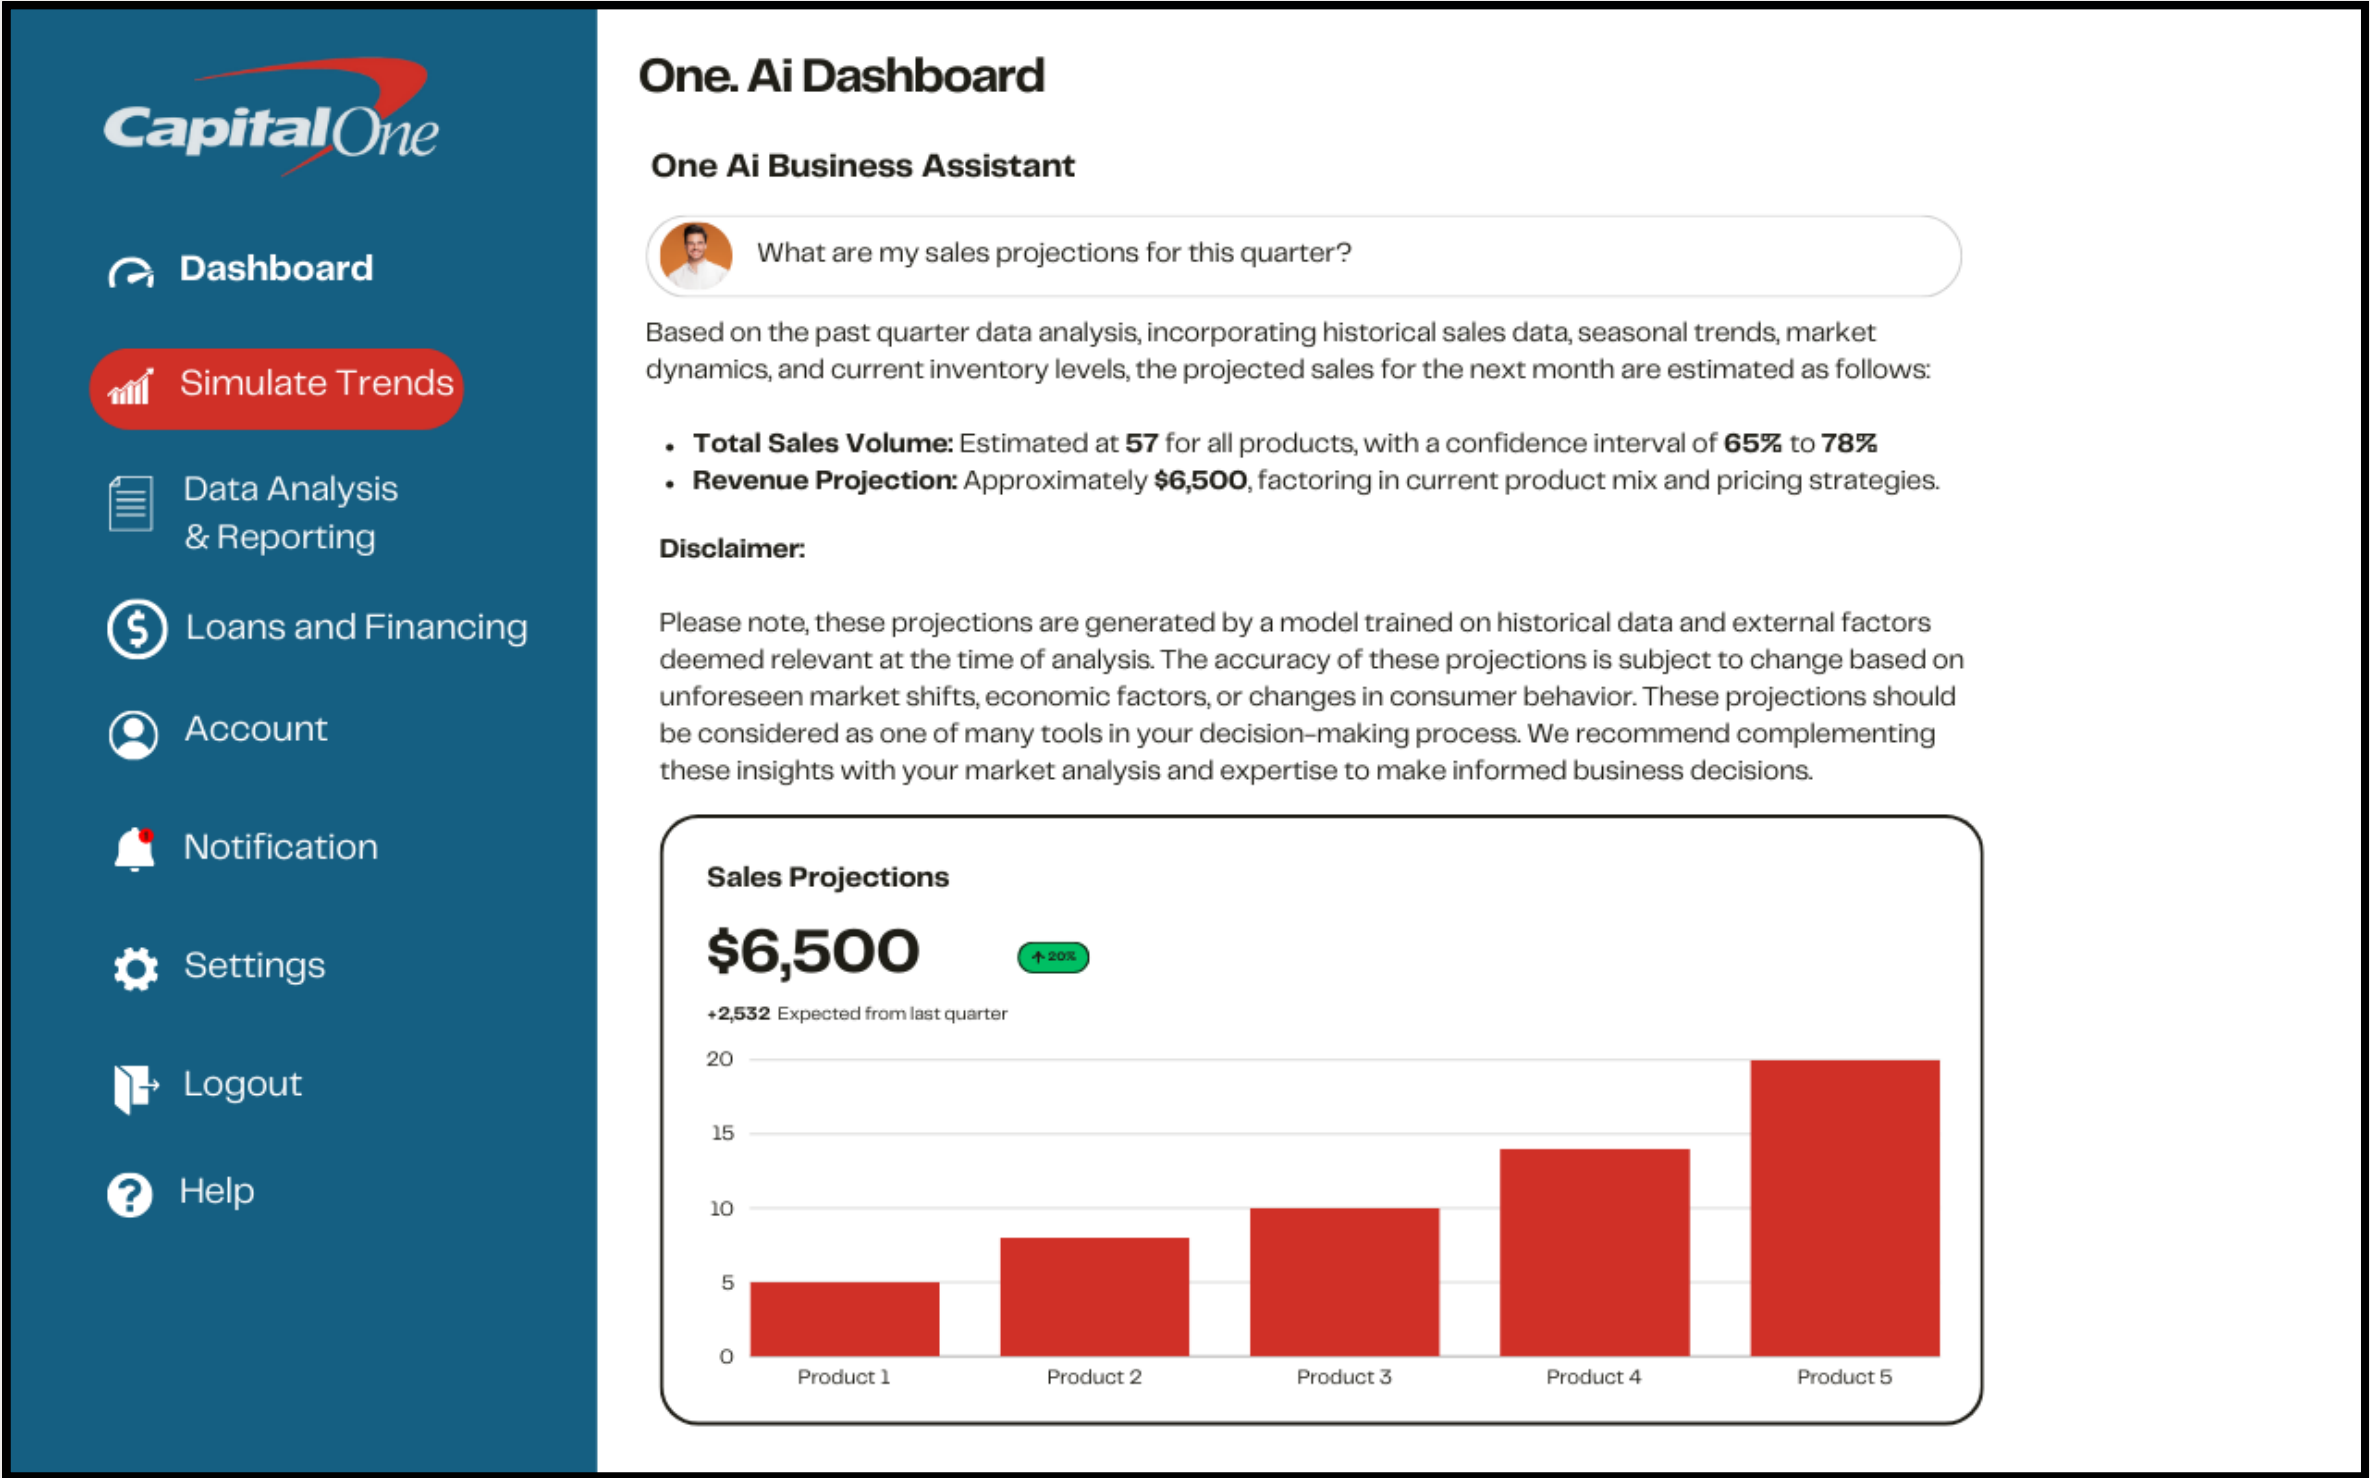 CapitalOne
Dashboard
Simulate Trends
Data Analysis
& Reporting
Loans and Financing
Account
Notification
Settings
Logout
Help
One. Ai Dashboard
One Ai Business Assistant
What are my sales projections for this quarter?
Based on the past quarter data analysis, incorporating historical sales data, seasonal trends, market
dynamics, and current inventory levels, the projected sales for the next month are estimated as follows:
• Total Sales Volume: Estimated at 57 for all products, with a confidence interval of 65% to 78%
• Revenue Projection: Approximately $6,500, factoring in current product mix and pricing strategies.
Disclaimer:
Please note, these projections are generated by a model trained on historical data and external factors
deemed relevant at the time of analysis. The accuracy of these projections is subject to change based on
unforeseen market shifts, economic factors, or changes in consumer behavior. These projections should
be considered as one of many tools in your decision-making process. We recommend complementing
these insights with your market analysis and expertise to make informed business decisions.
Sales Projections
$6,500
↑ 20%
+2,532 Expected from last quarter
20
15
10
5
0
Product 1
Product 2
Product 3
Product 4
Product 5